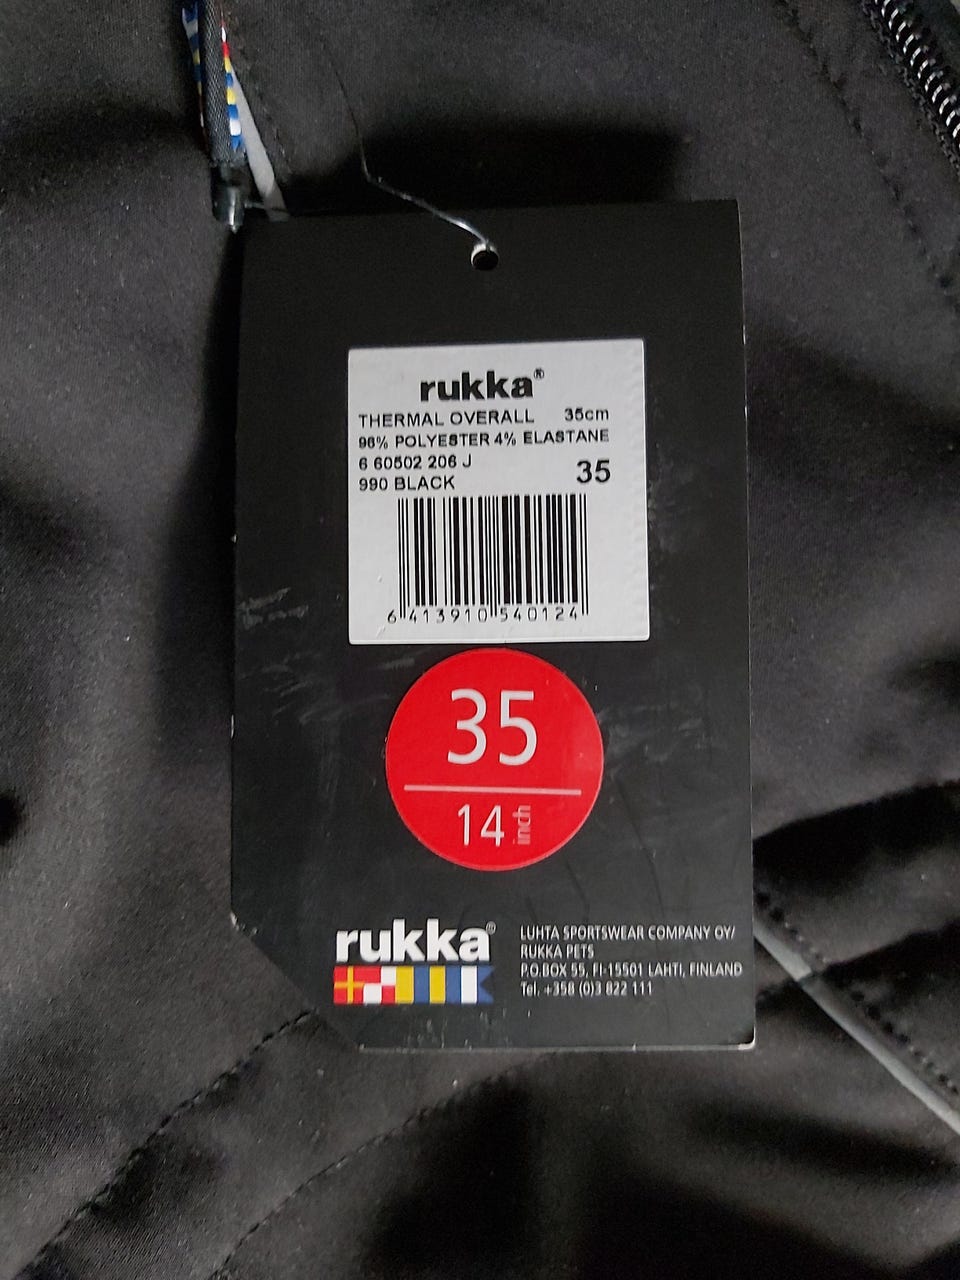 rukka®
THERMAL OVERALL 35cm
96% POLYESTER 4% ELASTANE
6 60502 206 J 35
990 BLACK
6 413910 540124
35
14 inch
rukka®
LUHTA SPORTSWEAR COMPANY OY/
RUKKA PETS
P.O.BOX 55, FI-15501 LAHTI, FINLAND
Tel. +358 (0)3 822 111